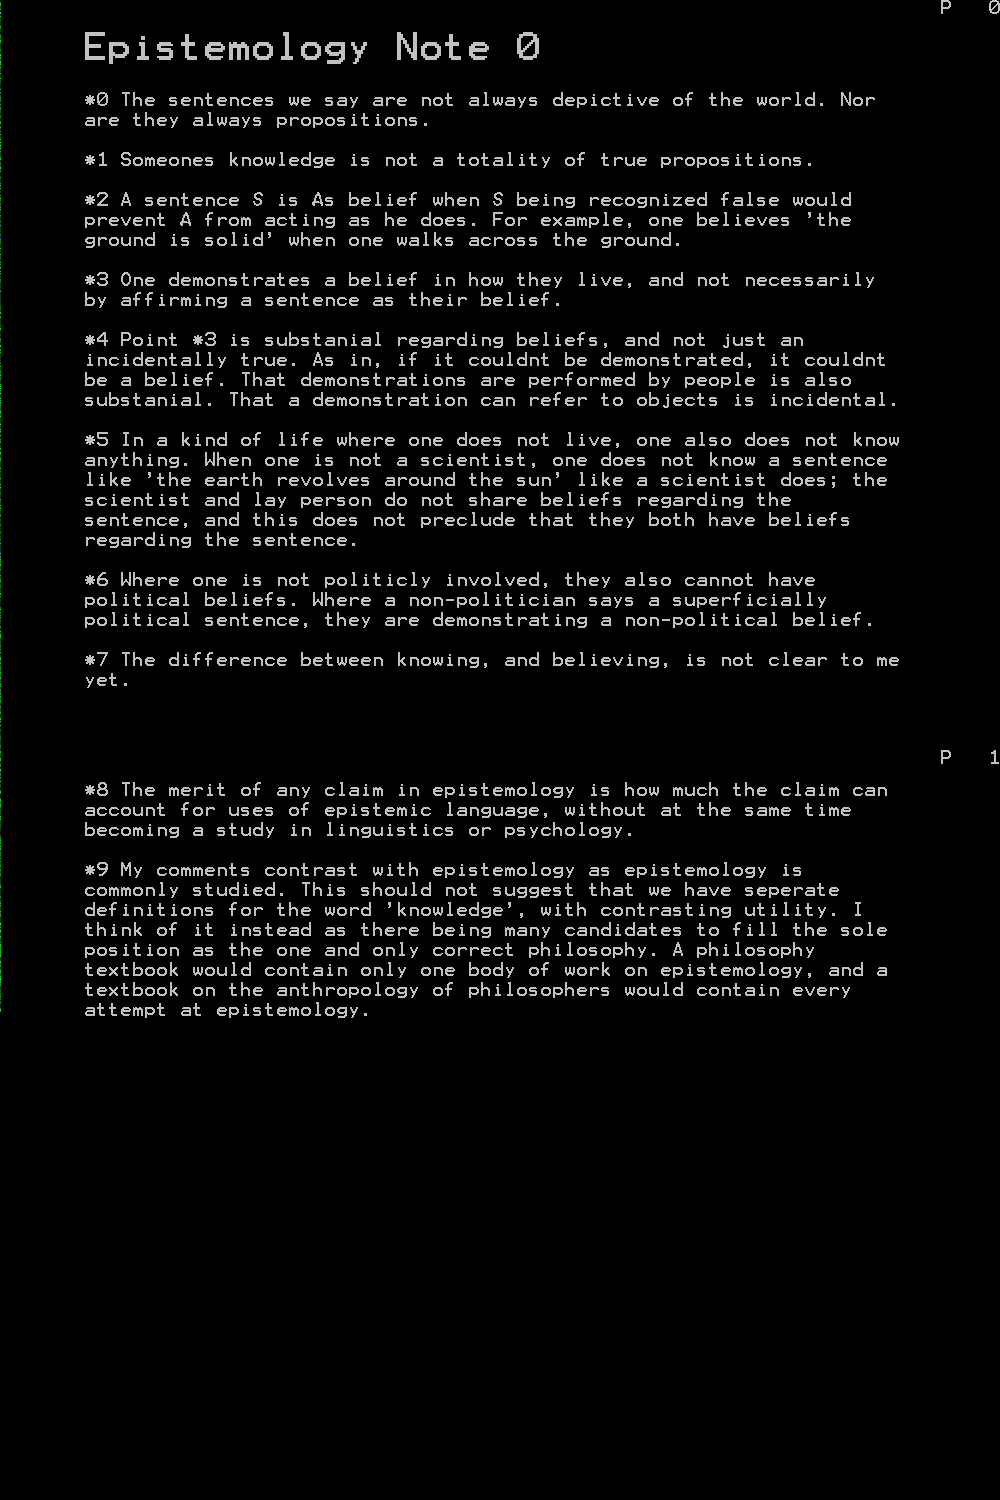 P 0
Epistemology Note 0
*0 The sentences we say are not always depictive of the world. Nor
are they always propositions.
*1 Someones knowledge is not a totality of true propositions.
*2 A sentence S is As belief when S being recognized false would
prevent A from acting as he does. For example, one believes 'the
ground is solid' when one walks across the ground.
*3 One demonstrates a belief in how they live, and not necessarily
by affirming a sentence as their belief.
*4 Point *3 is substanial regarding beliefs, and not just an
incidentally true. As in, if it couldnt be demonstrated, it couldnt
be a belief. That demonstrations are performed by people is also
substanial. That a demonstration can refer to objects is incidental.
*5 In a kind of life where one does not live, one also does not know
anything. When one is not a scientist, one does not know a sentence
like 'the earth revolves around the sun' like a scientist does; the
scientist and lay person do not share beliefs regarding the
sentence, and this does not preclude that they both have beliefs
regarding the sentence.
*6 Where one is not politicly involved, they also cannot have
political beliefs. Where a non-politician says a superficially
political sentence, they are demonstrating a non-political belief.
*7 The difference between knowing, and believing, is not clear to me
yet.
P 1
*8 The merit of any claim in epistemology is how much the claim can
account for uses of epistemic language, without at the same time
becoming a study in linguistics or psychology.
*9 My comments contrast with epistemology as epistemology is
commonly studied. This should not suggest that we have seperate
definitions for the word 'knowledge', with contrasting utility. I
think of it instead as there being many candidates to fill the sole
position as the one and only correct philosophy. A philosophy
textbook would contain only one body of work on epistemology, and a
textbook on the anthropology of philosophers would contain every
attempt at epistemology.